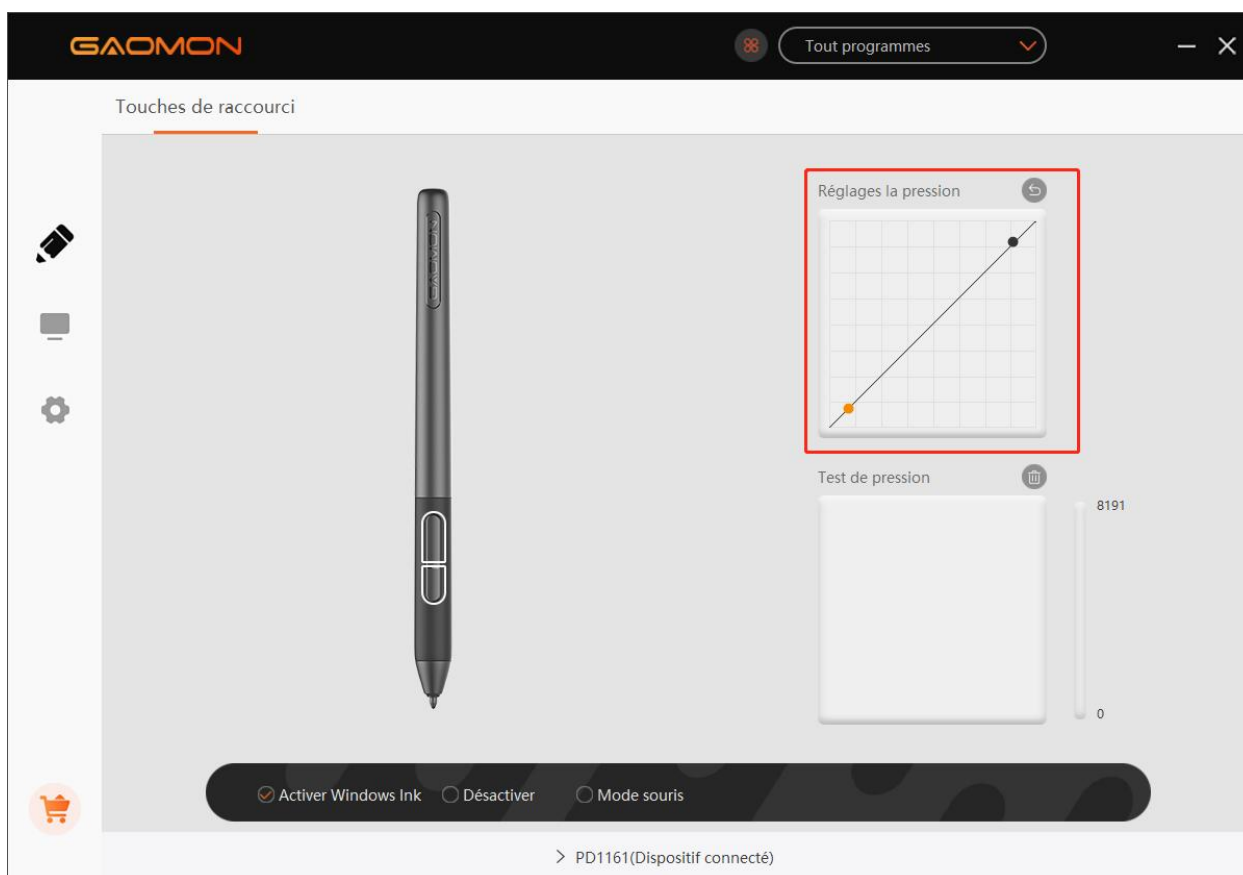 GAOMON
Tout programmes
Touches de raccourci
Réglages la pression
GAOMON
Test de pression
8191
0
Activer Windows Ink
Désactiver
Mode souris
PD1161(Dispositif connecté)